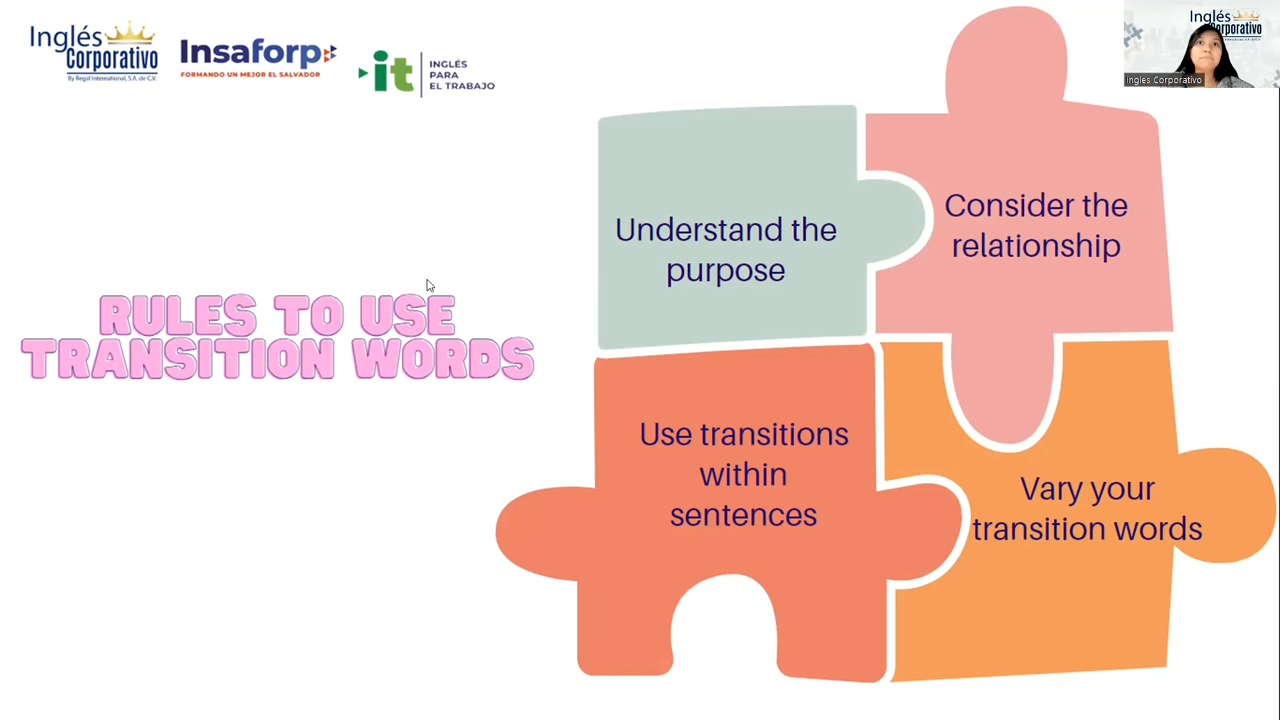 Inglés
Corporativo
By Regal International, S.A. de C.V.
Insaforp
FORMANDO UN MEJOR EL SALVADOR
it
INGLÉS
PARA
EL TRABAJO
Inglés
Corporativo
Inglés Corporativo
RULES TO USE
TRANSITION WORDS
Understand the
purpose
Consider the
relationship
Use transitions
within
sentences
Vary your
transition words